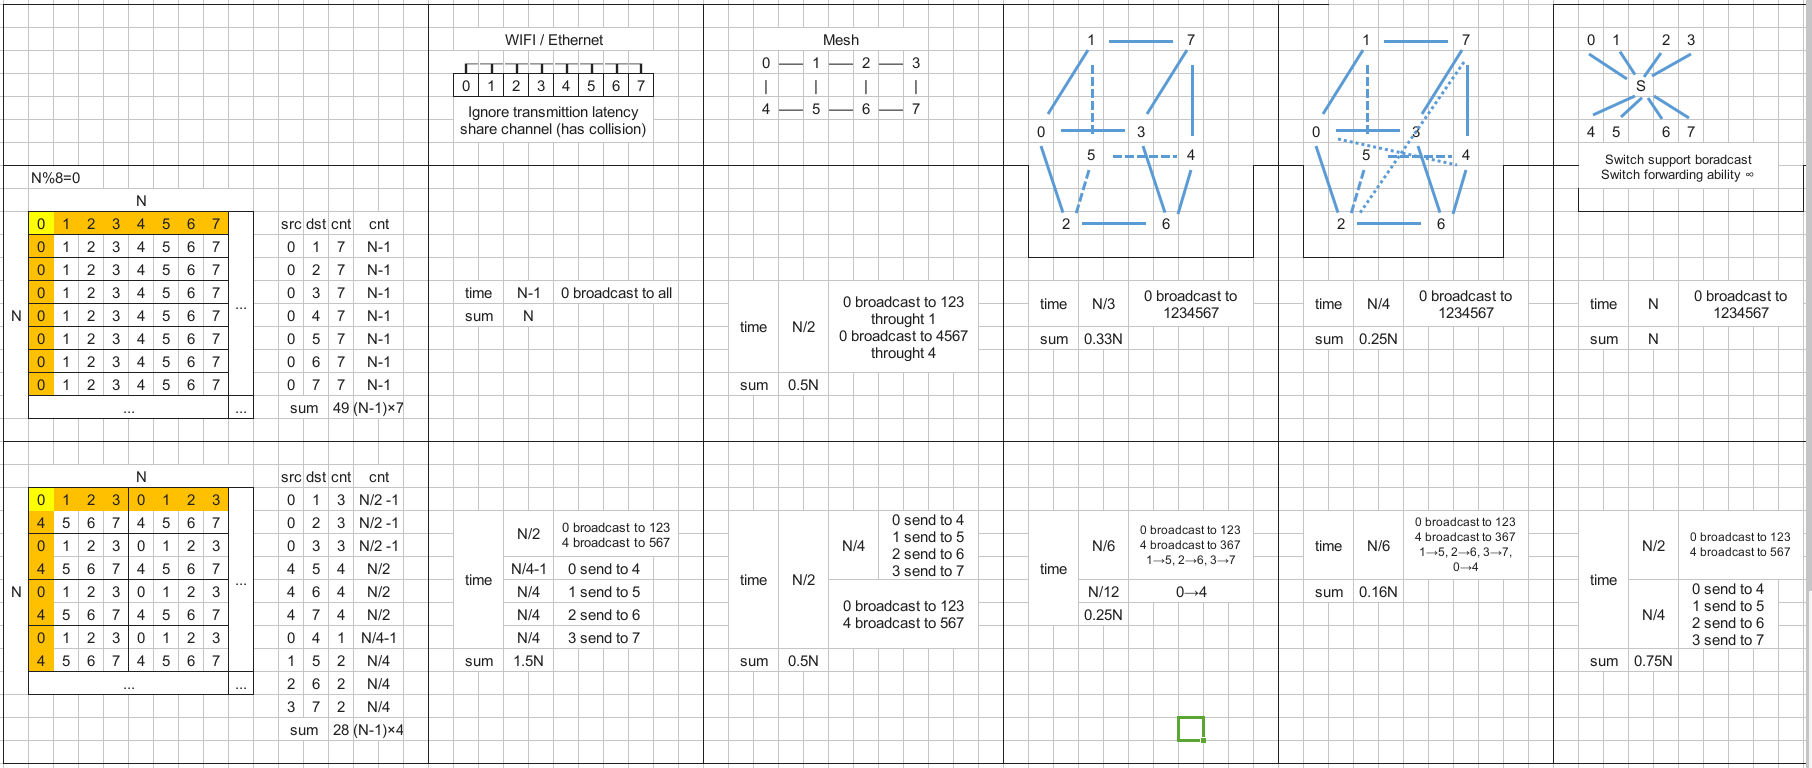 WIFI / Ethernet
0 1 2 3 4 5 6 7
Ignore transmittion latency
share channel (has collision)
Mesh
0 1 2 3
4 5 6 7
1 7
0 3
5 4
2 6
1 7
0 3
5 4
2 6
0 1 2 3
S
4 5 6 7
Switch support boradcast
Switch forwarding ability ∞
N%8=0
N
N
0 1 2 3 4 5 6 7
0 1 2 3 4 5 6 7
0 1 2 3 4 5 6 7
0 1 2 3 4 5 6 7
0 1 2 3 4 5 6 7
0 1 2 3 4 5 6 7
0 1 2 3 4 5 6 7
0 1 2 3 4 5 6 7
...
... ...
src dst cnt cnt
0 1 7 N-1
0 2 7 N-1
0 3 7 N-1
0 4 7 N-1
0 5 7 N-1
0 6 7 N-1
0 7 7 N-1
sum 49 (N-1)×7
time N-1 0 broadcast to all
sum N
time N/2
0 broadcast to 123
throught 1
0 broadcast to 4567
throught 4
sum 0.5N
time N/3
0 broadcast to
1234567
sum 0.33N
time N/4
0 broadcast to
1234567
sum 0.25N
time N
0 broadcast to
1234567
sum N
N
N
0 1 2 3 0 1 2 3
4 5 6 7 4 5 6 7
0 1 2 3 0 1 2 3
4 5 6 7 4 5 6 7
0 1 2 3 0 1 2 3
4 5 6 7 4 5 6 7
0 1 2 3 0 1 2 3
4 5 6 7 4 5 6 7
...
... ...
src dst cnt cnt
0 1 3 N/2 -1
0 2 3 N/2 -1
0 3 3 N/2 -1
4 5 4 N/2
4 6 4 N/2
4 7 4 N/2
0 4 1 N/4-1
1 5 2 N/4
2 6 2 N/4
3 7 2 N/4
sum 28 (N-1)×4
time
N/2
0 broadcast to 123
4 broadcast to 567
N/4-1 0 send to 4
N/4 1 send to 5
N/4 2 send to 6
N/4 3 send to 7
sum 1.5N
time N/2
N/4
0 send to 4
1 send to 5
2 send to 6
3 send to 7
0 broadcast to 123
4 broadcast to 567
sum 0.5N
time
N/6
0 broadcast to 123
4 broadcast to 367
1→5, 2→6, 3→7
N/12 0→4
0.25N
time N/6
0 broadcast to 123
4 broadcast to 367
1→5, 2→6, 3→7,
0→4
sum 0.16N
time
N/2
0 broadcast to 123
4 broadcast to 567
N/4
0 send to 4
1 send to 5
2 send to 6
3 send to 7
sum 0.75N